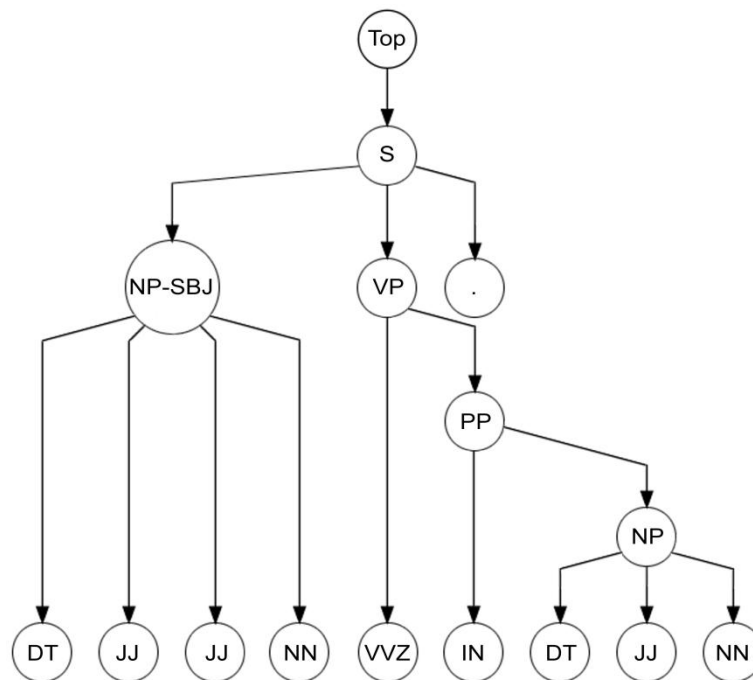 Top
S
NP-SBJ VP .
PP
NP
DT JJ JJ NN VVZ IN DT JJ NN